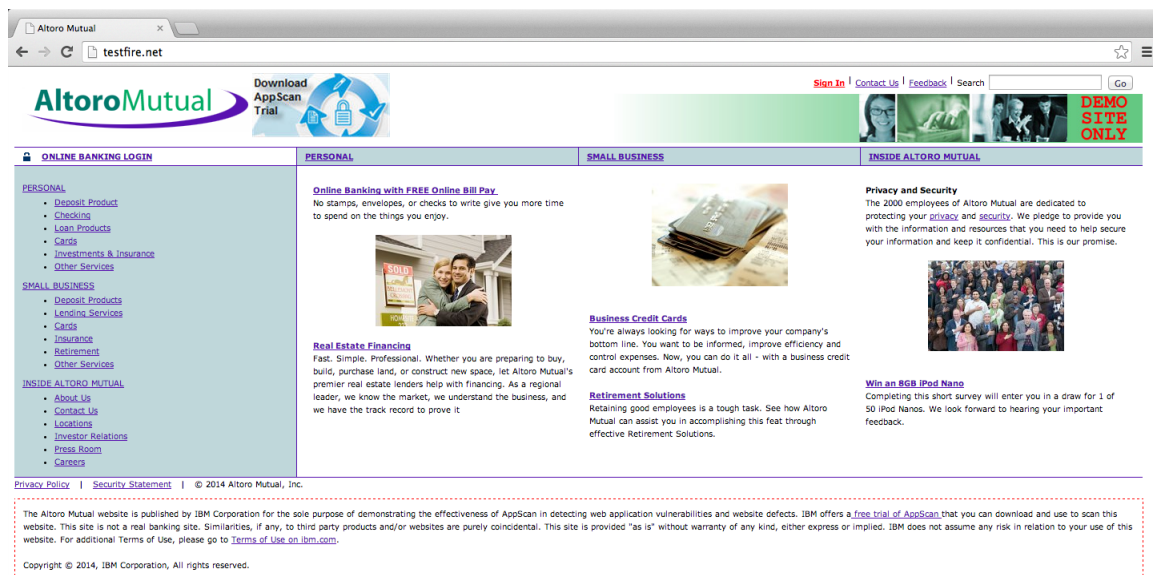 Altoro Mutual
testfire.net
AltoroMutual
Download
AppScan
Trial
Sign In | Contact Us | Feedback | Search
Go
DEMO
SITE
ONLY
ONLINE BANKING LOGIN
PERSONAL
SMALL BUSINESS
INSIDE ALTORO MUTUAL
PERSONAL
• Deposit Product
• Checking
• Loan Products
• Cards
• Investments & Insurance
• Other Services
SMALL BUSINESS
• Deposit Products
• Lending Services
• Cards
• Insurance
• Retirement
• Other Services
INSIDE ALTORO MUTUAL
• About Us
• Contact Us
• Locations
• Investor Relations
• Press Room
• Careers
Online Banking with FREE Online Bill Pay
No stamps, envelopes, or checks to write give you more time
to spend on the things you enjoy.
SOLD
Real Estate Financing
Fast. Simple. Professional. Whether you are preparing to buy,
build, purchase land, or construct new space, let Altoro Mutual's
premier real estate lenders help with financing. As a regional
leader, we know the market, we understand the business, and
we have the track record to prove it
Business Credit Cards
You're always looking for ways to improve your company's
bottom line. You want to be informed, improve efficiency and
control expenses. Now, you can do it all - with a business credit
card account from Altoro Mutual.
Retirement Solutions
Retaining good employees is a tough task. See how Altoro
Mutual can assist you in accomplishing this feat through
effective Retirement Solutions.
Privacy and Security
The 2000 employees of Altoro Mutual are dedicated to
protecting your privacy and security. We pledge to provide you
with the information and resources that you need to help secure
your information and keep it confidential. This is our promise.
Win an 8GB iPod Nano
Completing this short survey will enter you in a draw for 1 of
50 iPod Nanos. We look forward to hearing your important
feedback.
Privacy Policy | Security Statement | © 2014 Altoro Mutual, Inc.
The Altoro Mutual website is published by IBM Corporation for the sole purpose of demonstrating the effectiveness of AppScan in detecting web application vulnerabilities and website defects. IBM offers a free trial of AppScan that you can download and use to scan this
website. This site is not a real banking site. Similarities, if any, to third party products and/or websites are purely coincidental. This site is provided "as is" without warranty of any kind, either express or implied. IBM does not assume any risk in relation to your use of this
website. For additional Terms of Use, please go to Terms of Use on ibm.com.
Copyright © 2014, IBM Corporation, All rights reserved.